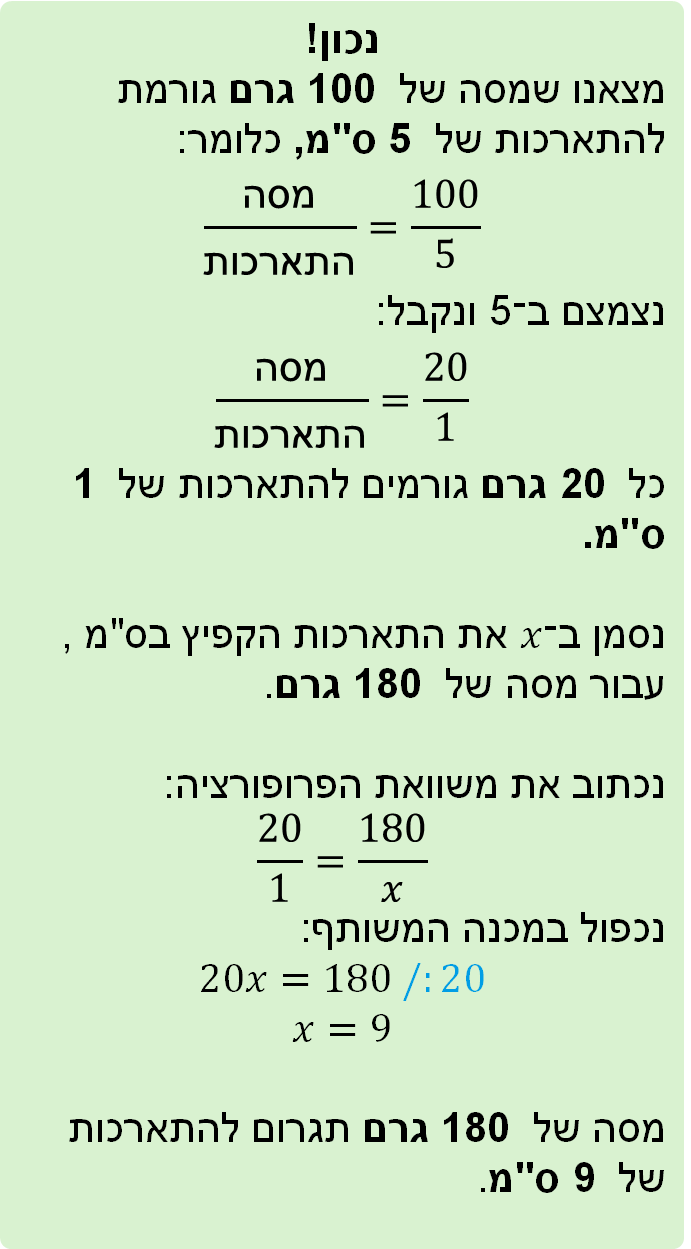 נכון!
מצאנו שמסה של 100 גרם גורמת
להתארכות של 5 ס"מ, כלומר:
מסה/התארכות = 100/5
נצמצם ב־5 ונקבל:
מסה/התארכות = 20/1
כל 20 גרם גורמים להתארכות של 1
ס"מ.
נסמן ב־x את התארכות הקפיץ בס"מ ,
עבור מסה של 180 גרם.
נכתוב את משוואת הפרופורציה:
20/1 = 180/x
נכפול במכנה המשותף:
20x = 180 /: 20
x = 9
מסה של 180 גרם תגרום להתארכות
של 9 ס"מ.